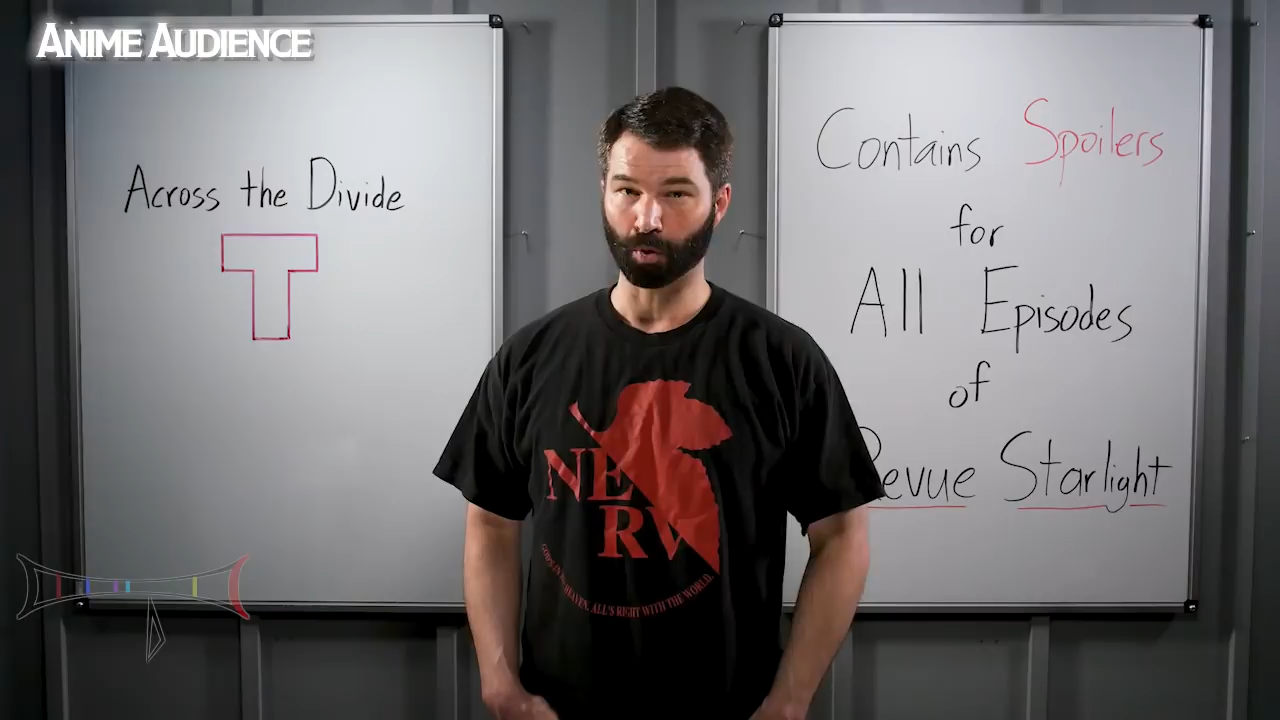 ANIME AUDIENCE
Across the Divide
T
Contains Spoilers
for
All Episodes
of
Revue Starlight
NERV
GOD'S IN HIS HEAVEN, ALL'S RIGHT WITH THE WORLD.